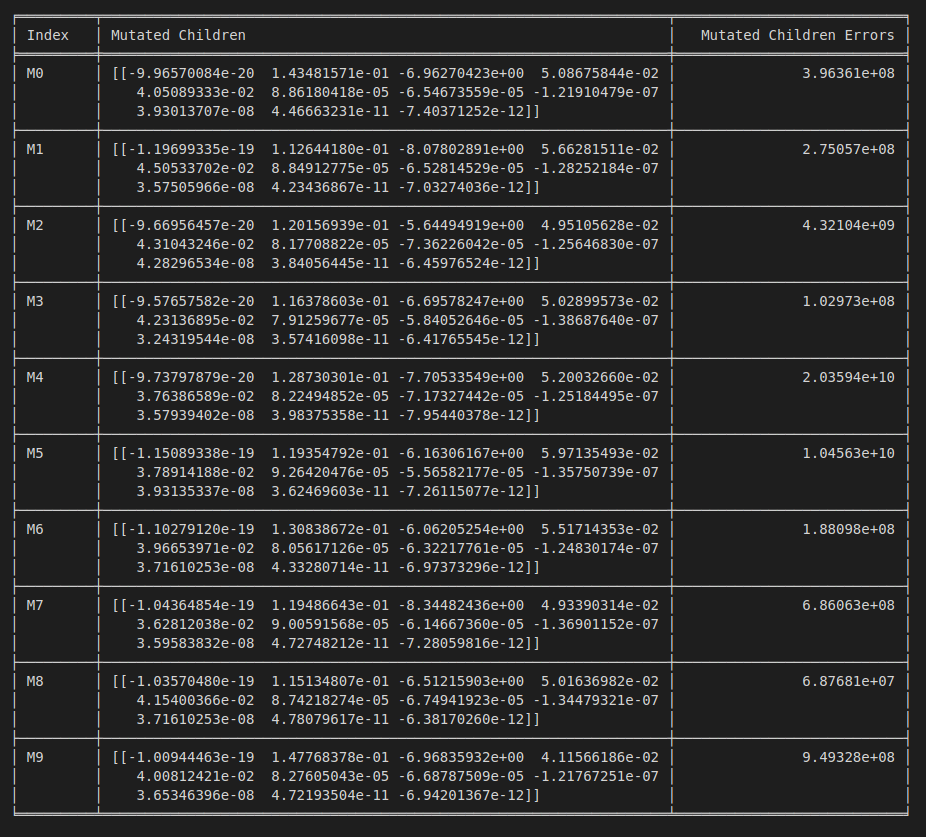 Index Mutated Children Mutated Children Errors
M0 [[-9.96570084e-20 1.43481571e-01 -6.96270423e+00 5.08675844e-02 3.96361e+08
4.05089333e-02 8.86180418e-05 -6.54673559e-05 -1.21910479e-07
3.93013707e-08 4.46663231e-11 -7.40371252e-12]]
M1 [[-1.19699335e-19 1.12644180e-01 -8.07802891e+00 5.66281511e-02 2.75057e+08
4.50533702e-02 8.84912775e-05 -6.52814529e-05 -1.28252184e-07
3.57505966e-08 4.23436867e-11 -7.03274036e-12]]
M2 [[-9.66956457e-20 1.20156939e-01 -5.64494919e+00 4.95105628e-02 4.32104e+09
4.31043246e-02 8.17708822e-05 -7.36226042e-05 -1.25646830e-07
4.28296534e-08 3.84056445e-11 -6.45976524e-12]]
M3 [[-9.57657582e-20 1.16378603e-01 -6.69578247e+00 5.02899573e-02 1.02973e+08
4.23136895e-02 7.91259677e-05 -5.84052646e-05 -1.38687640e-07
3.24319544e-08 3.57416098e-11 -6.41765545e-12]]
M4 [[-9.73797879e-20 1.28730301e-01 -7.70533549e+00 5.20032660e-02 2.03594e+10
3.76386589e-02 8.22494852e-05 -7.17327442e-05 -1.25184495e-07
3.57939402e-08 3.98375358e-11 -7.95440378e-12]]
M5 [[-1.15089338e-19 1.19354792e-01 -6.16306167e+00 5.97135493e-02 1.04563e+10
3.78914188e-02 9.26420476e-05 -5.56582177e-05 -1.35750739e-07
3.93135337e-08 3.62469603e-11 -7.26115077e-12]]
M6 [[-1.10279120e-19 1.30838672e-01 -6.06205254e+00 5.51714353e-02 1.88098e+08
3.96653971e-02 8.05617126e-05 -6.32217761e-05 -1.24830174e-07
3.71610253e-08 4.33280714e-11 -6.97373296e-12]]
M7 [[-1.04364854e-19 1.19486643e-01 -8.34482436e+00 4.93390314e-02 6.86063e+08
3.62812038e-02 9.00591568e-05 -6.14667360e-05 -1.36901152e-07
3.59583832e-08 4.72748212e-11 -7.28059816e-12]]
M8 [[-1.03570480e-19 1.15134807e-01 -6.51215903e+00 5.01636982e-02 6.87681e+07
4.15400366e-02 8.74218274e-05 -6.74941923e-05 -1.34479321e-07
3.71610253e-08 4.78079617e-11 -6.38170260e-12]]
M9 [[-1.00944463e-19 1.47768378e-01 -6.96835932e+00 4.11566186e-02 9.49328e+08
4.00812421e-02 8.27605043e-05 -6.68787509e-05 -1.21767251e-07
3.65346396e-08 4.72193504e-11 -6.94201367e-12]]